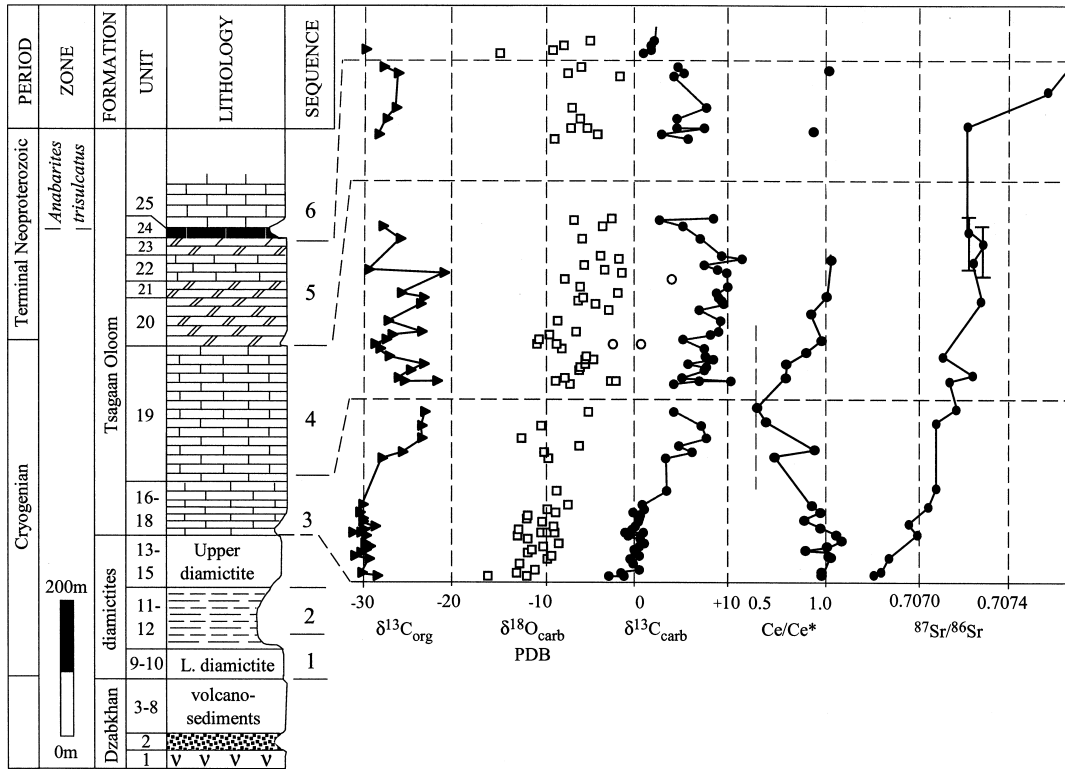 PERIOD
ZONE
FORMATION
UNIT
LITHOLOGY
SEQUENCE
Terminal Neoproterozoic
Cryogenian
Anabarites
trisulcatus
Tsagaan Oloom
diamictites
Dzabkhan
25
24
23
22
21
20
19
16-
18
13-
15
11-
12
9-10
3-8
2
1
Upper
diamictite
L. diamictite
volcano-
sediments
V V V V
6
5
4
3
2
1
200m
0m
-30 -20 -10 0 +10 0.5 1.0 0.7070 0.7074
δ¹³Corg δ¹⁸Ocarb δ¹³Ccarb Ce/Ce* ⁸⁷Sr/⁸⁶Sr
PDB